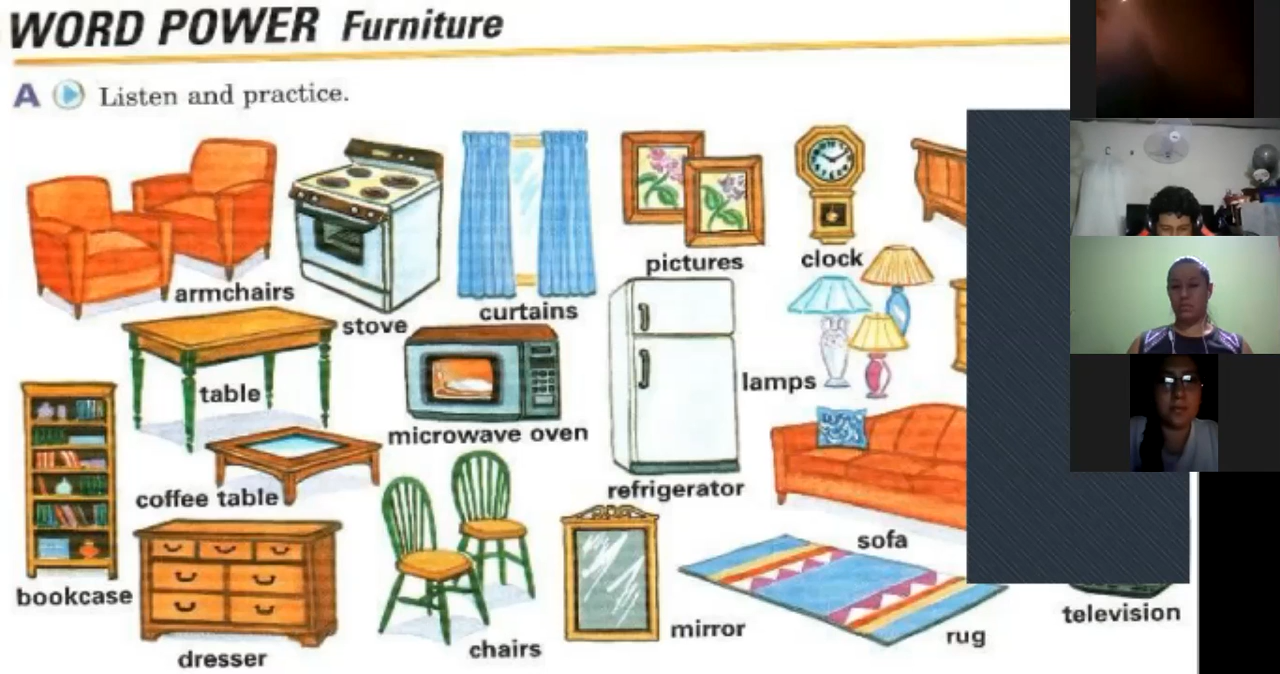 WORD POWER Furniture
A Listen and practice.
armchairs
stove
curtains
pictures
clock
table
microwave oven
refrigerator
lamps
coffee table
sofa
bookcase
dresser
chairs
mirror
rug
television